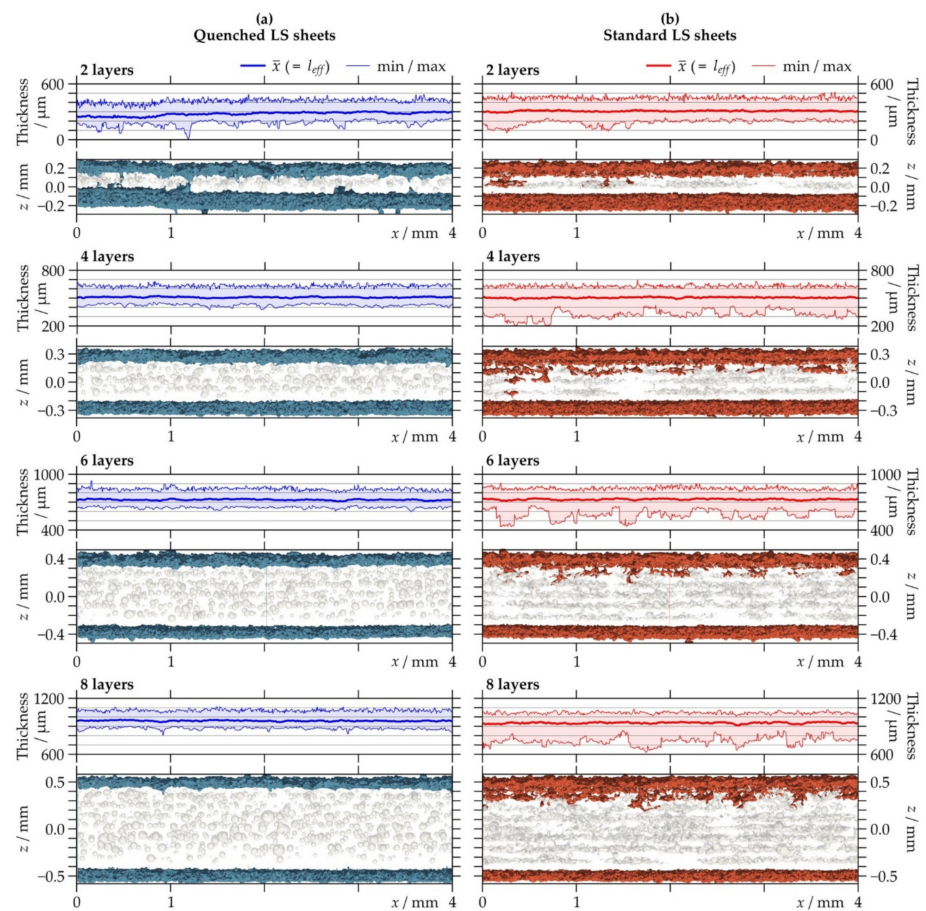 (a)
Quenched LS sheets
x̄ (= l_eff) min / max
2 layers
600
0
Thickness
/ µm
0.2
0.0
−0.2
z / mm
0 1 x / mm 4
4 layers
800
200
Thickness
/ µm
0.3
0.0
−0.3
z / mm
0 1 x / mm 4
6 layers
1000
400
Thickness
/ µm
0.4
0.0
−0.4
z / mm
0 1 x / mm 4
8 layers
1200
600
Thickness
/ µm
0.5
0.0
−0.5
z / mm
0 1 x / mm 4
(b)
Standard LS sheets
x̄ (= l_eff) min / max
2 layers
600
0
Thickness
/ µm
0.2
0.0
−0.2
z / mm
0 1 x / mm 4
4 layers
800
200
Thickness
/ µm
0.3
0.0
−0.3
z / mm
0 1 x / mm 4
6 layers
1000
400
Thickness
/ µm
0.4
0.0
−0.4
z / mm
0 1 x / mm 4
8 layers
1200
600
Thickness
/ µm
0.5
0.0
−0.5
z / mm
0 1 x / mm 4